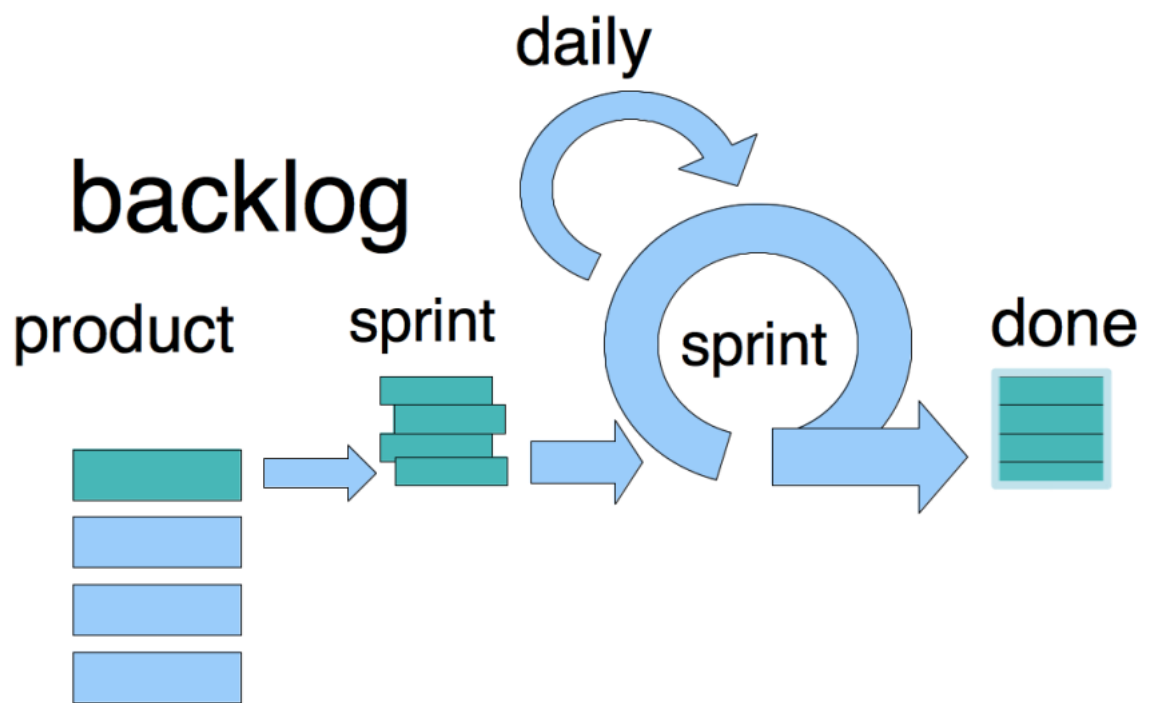 daily
backlog
product
sprint
sprint
done